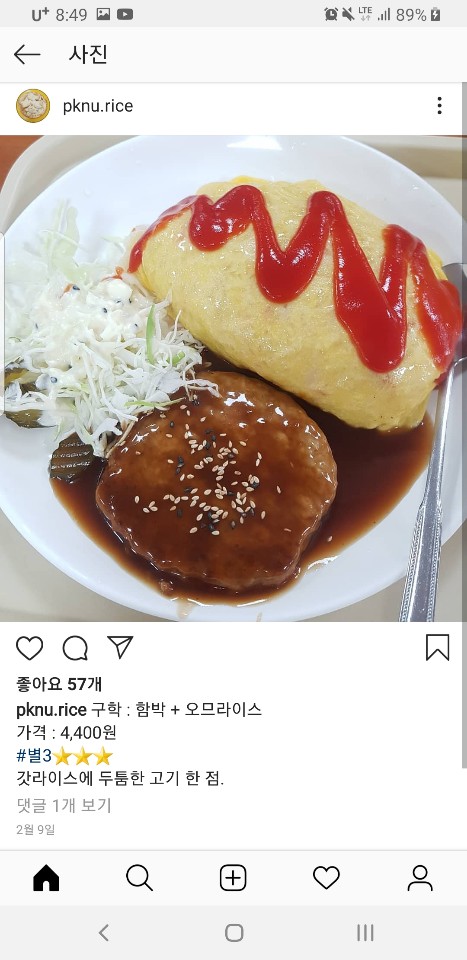 U+ 8:49 LTE 89%
사진
pknu.rice
좋아요 57개
pknu.rice 구학 : 함박 + 오므라이스
가격 : 4,400원
#별3⭐⭐⭐
갓라이스에 두툼한 고기 한 점.
댓글 1개 보기
2월 9일